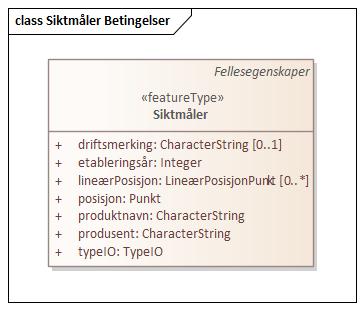 class Siktmåler Betingelser
Fellesegenskaper
«featureType»
Siktmåler
+ driftsmerking: CharacterString [0..1]
+ etableringsår: Integer
+ lineærPosisjon: LineærPosisjonPunkt [0..*]
+ posisjon: Punkt
+ produktnavn: CharacterString
+ produsent: CharacterString
+ typeIO: TypeIO